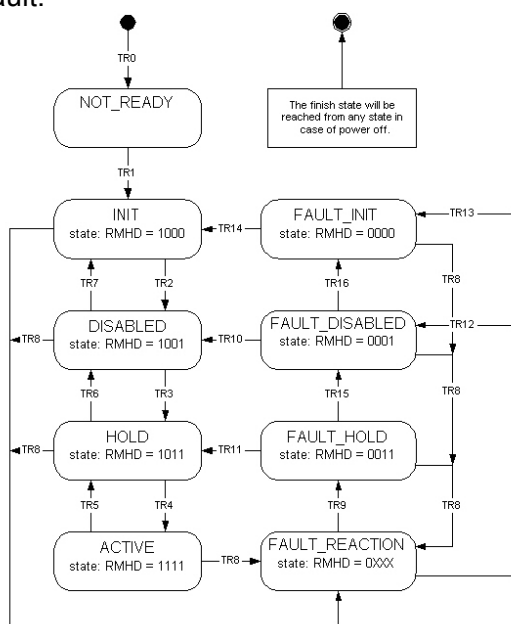 ault.
TR0
NOT_READY
The finish state will be
reached from any state in
case of power off.
TR1
INIT
state: RMHD = 1000
TR14
FAULT_INIT
state: RMHD = 0000
TR13
TR7
TR2
TR16
TR8
DISABLED
state: RMHD = 1001
TR8
TR10
FAULT_DISABLED
state: RMHD = 0001
TR12
TR6
TR3
TR15
TR8
HOLD
state: RMHD = 1011
TR8
TR11
FAULT_HOLD
state: RMHD = 0011
TR5
TR4
TR9
TR8
ACTIVE
state: RMHD = 1111
TR8
FAULT_REACTION
state: RMHD = 0XXX